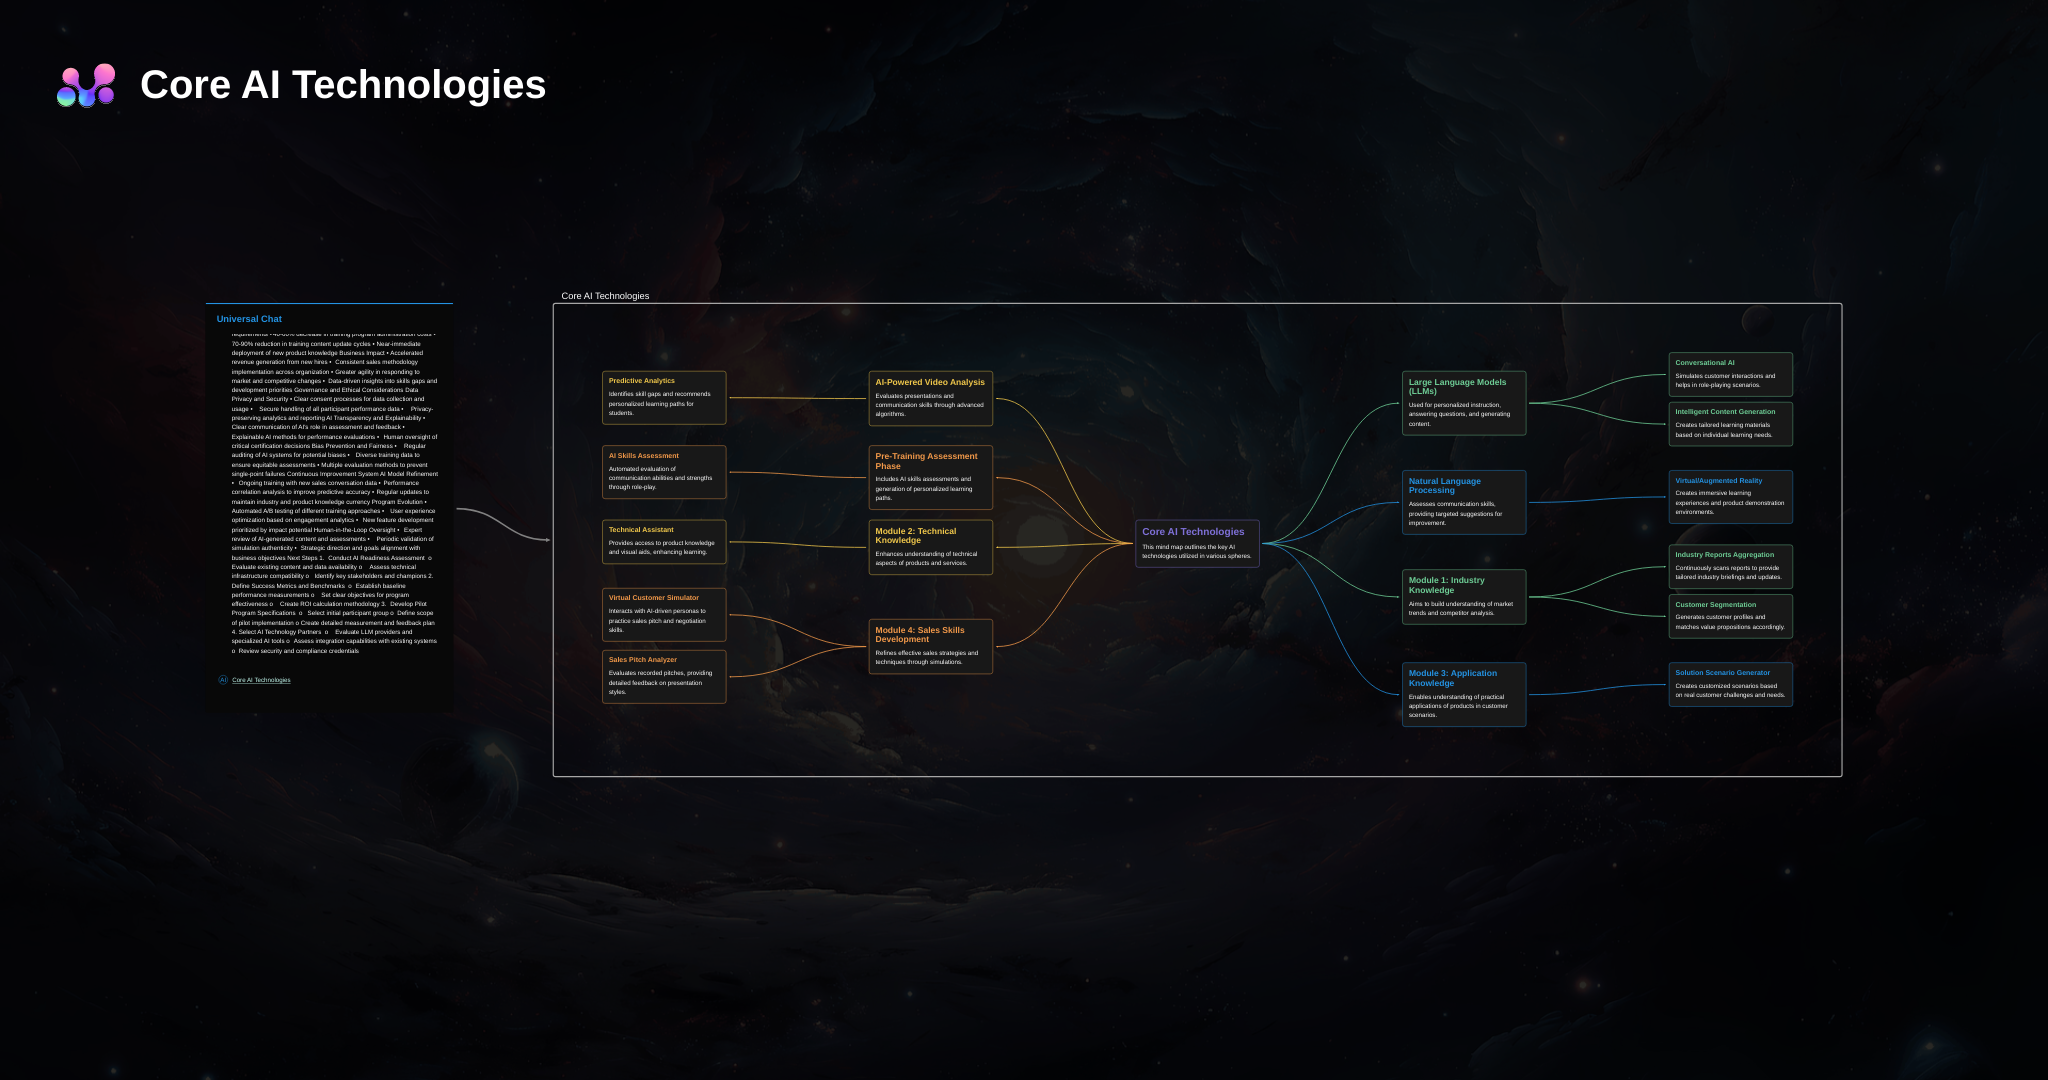 Core AI Technologies
Core AI Technologies
Universal Chat
70-90% reduction in training content update cycles • Near-immediate
deployment of new product knowledge Business Impact • Accelerated
revenue generation from new hires • Consistent sales methodology
implementation across organization • Greater agility in responding to
market and competitive changes • Data-driven insights into skills gaps and
development priorities Governance and Ethical Considerations Data
Privacy and Security • Clear consent processes for data collection and
usage • Secure handling of all participant performance data • Privacy-
preserving analytics and reporting AI Transparency and Explainability •
Clear communication of AI's role in assessment and feedback •
Explainable AI methods for performance evaluations • Human oversight of
critical certification decisions Bias Prevention and Fairness • Regular
auditing of AI systems for potential biases • Diverse training data to
ensure equitable assessments • Multiple evaluation methods to prevent
single-point failures Continuous Improvement System AI Model Refinement
• Ongoing training with new sales conversation data • Performance
correlation analysis to improve predictive accuracy • Regular updates to
maintain industry and product knowledge currency Program Evolution •
Automated A/B testing of different training approaches • User experience
optimization based on engagement analytics • New feature development
prioritized by impact potential Human-in-the-Loop Oversight • Expert
review of AI-generated content and assessments • Periodic validation of
simulation authenticity • Strategic direction and goals alignment with
business objectives Next Steps 1. Conduct AI Readiness Assessment o
Evaluate existing content and data availability o Assess technical
infrastructure compatibility o Identify key stakeholders and champions 2.
Define Success Metrics and Benchmarks o Establish baseline
performance measurements o Set clear objectives for program
effectiveness o Create ROI calculation methodology 3. Develop Pilot
Program Specifications o Select initial participant group o Define scope
of pilot implementation o Create detailed measurement and feedback plan
4. Select AI Technology Partners o Evaluate LLM providers and
specialized AI tools o Assess integration capabilities with existing systems
o Review security and compliance credentials
AI Core AI Technologies
Predictive Analytics
Identifies skill gaps and recommends
personalized learning paths for
students.
AI Skills Assessment
Automated evaluation of
communication abilities and strengths
through role-play.
Technical Assistant
Provides access to product knowledge
and visual aids, enhancing learning.
Virtual Customer Simulator
Interacts with AI-driven personas to
practice sales pitch and negotiation
skills.
Sales Pitch Analyzer
Evaluates recorded pitches, providing
detailed feedback on presentation
styles.
AI-Powered Video Analysis
Evaluates presentations and
communication skills through advanced
algorithms.
Pre-Training Assessment
Phase
Includes AI skills assessments and
generation of personalized learning
paths.
Module 2: Technical
Knowledge
Enhances understanding of technical
aspects of products and services.
Module 4: Sales Skills
Development
Refines effective sales strategies and
techniques through simulations.
Core AI Technologies
This mind map outlines the key AI
technologies utilized in various spheres.
Large Language Models
(LLMs)
Used for personalized instruction,
answering questions, and generating
content.
Natural Language
Processing
Assesses communication skills,
providing targeted suggestions for
improvement.
Module 1: Industry
Knowledge
Aims to build understanding of market
trends and competitor analysis.
Module 3: Application
Knowledge
Enables understanding of practical
applications of products in customer
scenarios.
Conversational AI
Simulates customer interactions and
helps in role-playing scenarios.
Intelligent Content Generation
Creates tailored learning materials
based on individual learning needs.
Virtual/Augmented Reality
Creates immersive learning
experiences and product demonstration
environments.
Industry Reports Aggregation
Continuously scans reports to provide
tailored industry briefings and updates.
Customer Segmentation
Generates customer profiles and
matches value propositions accordingly.
Solution Scenario Generator
Creates customized scenarios based
on real customer challenges and needs.